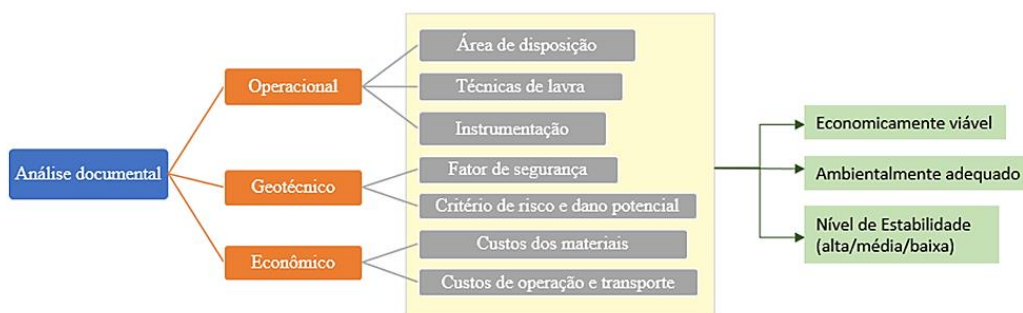 Análise documental
Operacional
Geotécnico
Econômico
Área de disposição
Técnicas de lavra
Instrumentação
Fator de segurança
Critério de risco e dano potencial
Custos dos materiais
Custos de operação e transporte
Economicamente viável
Ambientalmente adequado
Nível de Estabilidade
(alta/média/baixa)